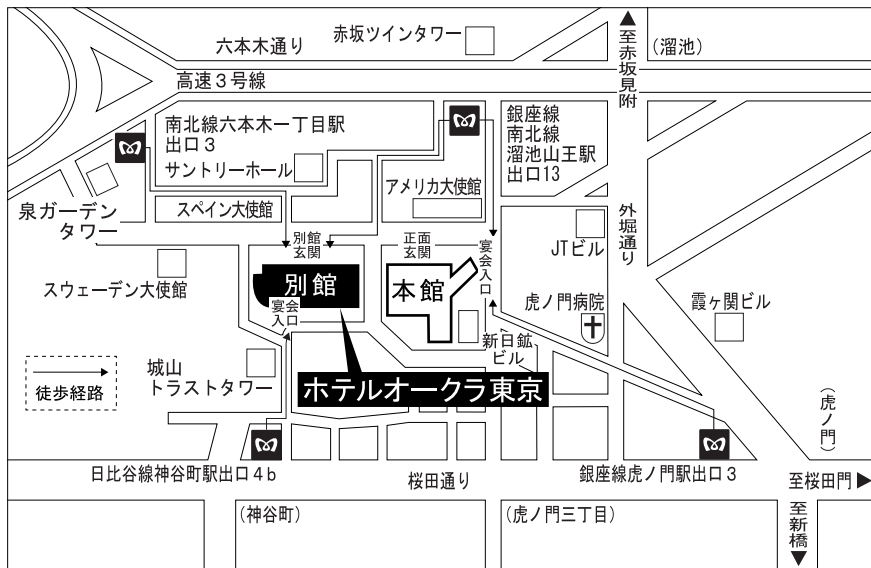 六本木通り
赤坂ツインタワー
至赤坂見附
(溜池)
高速3号線
南北線六本木一丁目駅
出口3
サントリーホール
銀座線
南北線
溜池山王駅
出口13
アメリカ大使館
泉ガーデン
タワー
スペイン大使館
別館
玄関
正面
玄関
宴会
入口
JTビル
外堀通り
スウェーデン大使館
別館
宴会
入口
本館
虎ノ門病院
霞ヶ関ビル
新日鉱
ビル
徒歩経路
城山
トラストタワー
ホテルオークラ東京
(虎ノ門)
日比谷線神谷町駅出口4b
桜田通り
銀座線虎ノ門駅出口3
至桜田門
(神谷町)
(虎ノ門三丁目)
至新橋